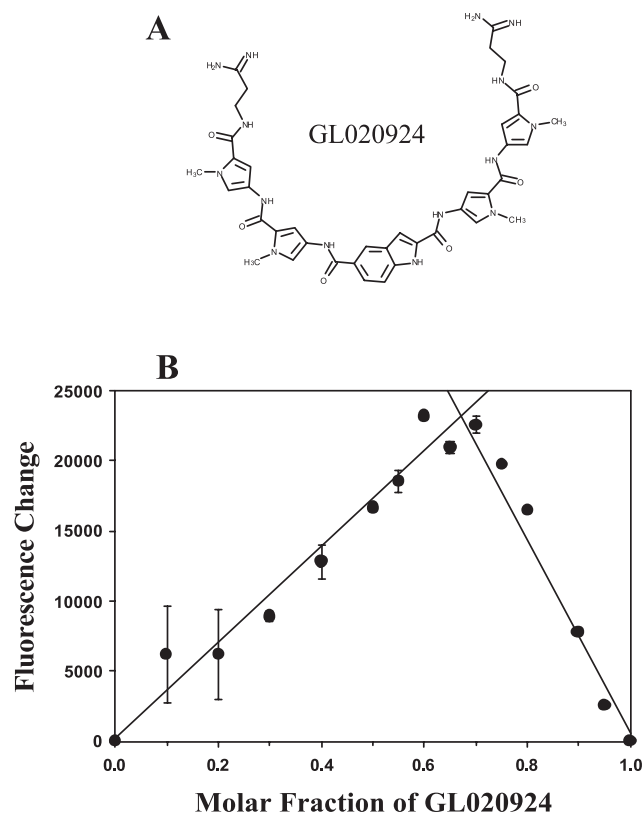 A
H₂N
NH
H₂N
NH
NH
O
NH
O
GL020924
H₃C
N
N
CH₃
NH
NH
O
O
N
H₃C
NH
O
NH
O
NH
N
CH₃
B
25000
20000
15000
10000
5000
0
Fluorescence Change
0.0 0.2 0.4 0.6 0.8 1.0
Molar Fraction of GL020924